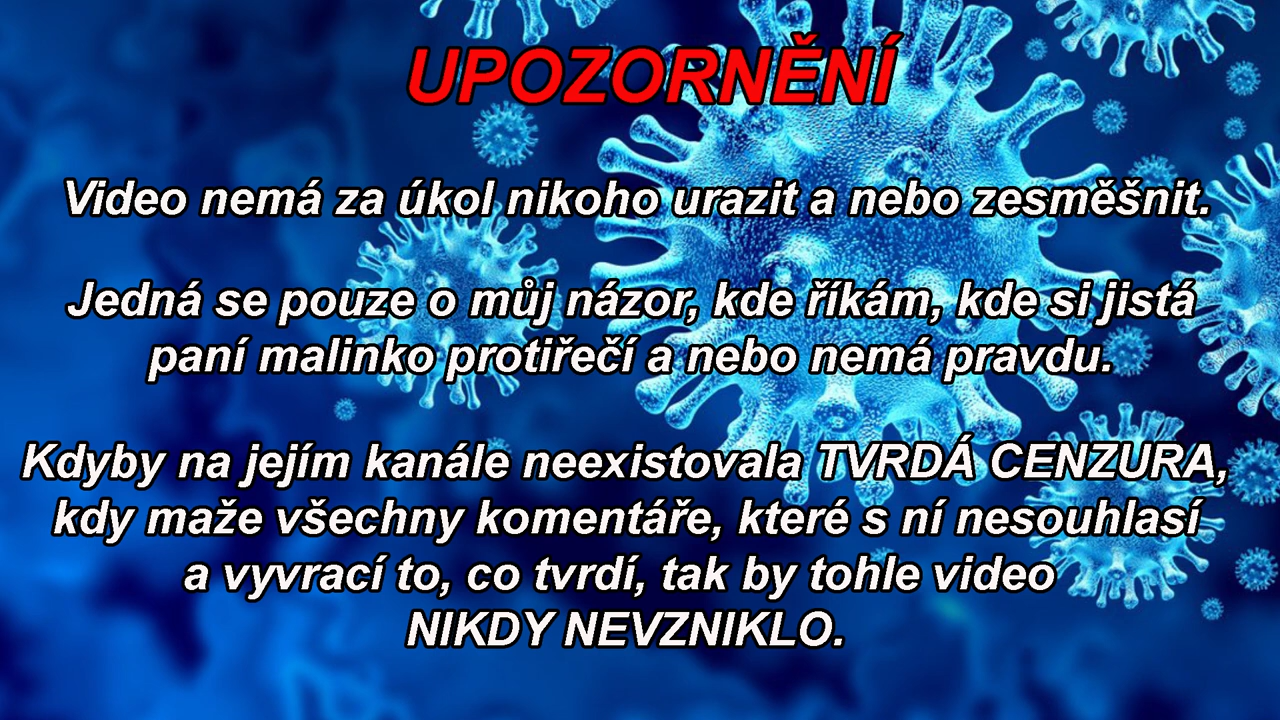 UPOZORNĚNÍ
Video nemá za úkol nikoho urazit a nebo zesměšnit.
Jedná se pouze o můj názor, kde říkám, kde si jistá
paní malinko protiřečí a nebo nemá pravdu.
Kdyby na jejím kanále neexistovala TVRDÁ CENZURA,
kdy maže všechny komentáře, které s ní nesouhlasí
a vyvrací to, co tvrdí, tak by tohle video
NIKDY NEVZNIKLO.